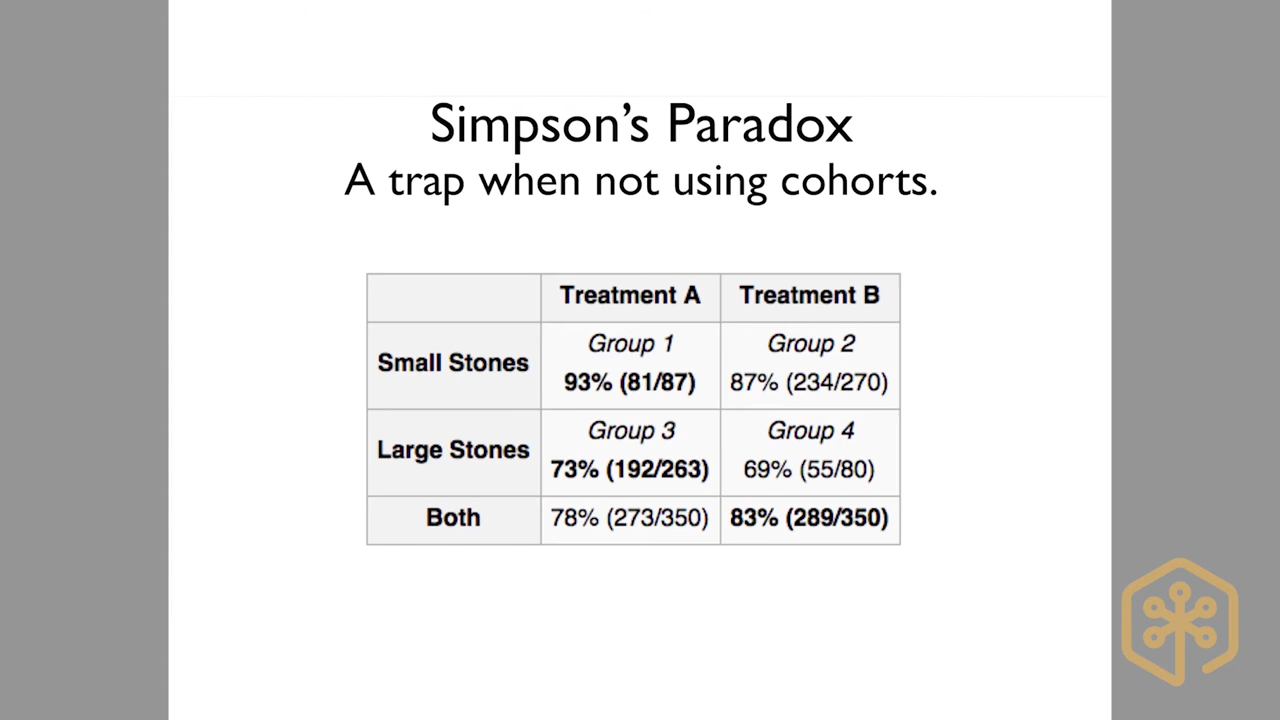 Simpson’s Paradox
A trap when not using cohorts.
Treatment A Treatment B
Small Stones
Group 1 Group 2
93% (81/87) 87% (234/270)
Large Stones
Group 3 Group 4
73% (192/263) 69% (55/80)
Both 78% (273/350) 83% (289/350)